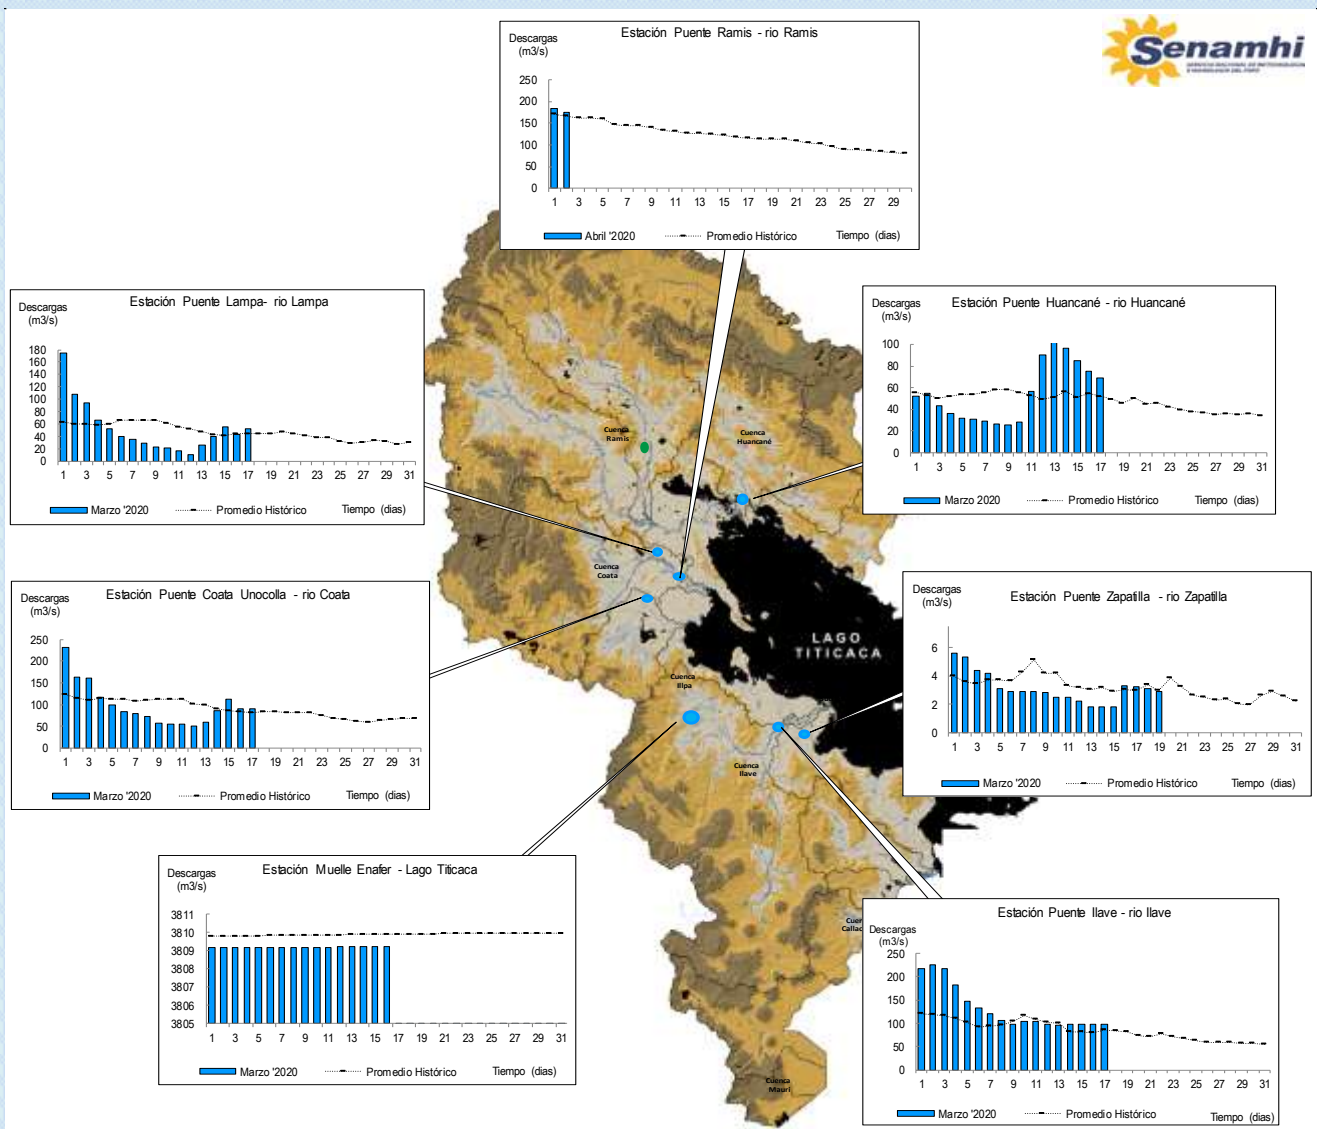 Senamhi
SERVICIO NACIONAL DE METEOROLOGIA
E HIDROLOGIA DEL PERU
Estación Puente Ramis - rio Ramis
Descargas
(m3/s)
250
200
150
100
50
0
1 3 5 7 9 11 13 15 17 19 21 23 25 27 29
Abril '2020 Promedio Histórico Tiempo (dias)
Estación Puente Lampa- rio Lampa
Descargas
(m3/s)
180
160
140
120
100
80
60
40
20
0
1 3 5 7 9 11 13 15 17 19 21 23 25 27 29 31
Marzo '2020 Promedio Histórico Tiempo (dias)
Estación Puente Huancané - rio Huancané
Descargas
(m3/s)
100
80
60
40
20
0
1 3 5 7 9 11 13 15 17 19 21 23 25 27 29 31
Marzo 2020 Promedio Histórico Tiempo (dias)
Cuenca
Ramis
Cuenca
Huancané
Cuenca
Coata
LAGO
TITICACA
Cuenca
Illpa
Cuenca
Ilave
Cuenca
Mauri
Estación Puente Coata Unocolla - rio Coata
Descargas
(m3/s)
250
200
150
100
50
0
1 3 5 7 9 11 13 15 17 19 21 23 25 27 29 31
Marzo '2020 Promedio Histórico Tiempo (dias)
Estación Puente Zapatilla - rio Zapatilla
Descargas
(m3/s)
6
4
2
0
1 3 5 7 9 11 13 15 17 19 21 23 25 27 29 31
Marzo '2020 Promedio Histórico Tiempo (dias)
Estación Muelle Enafer - Lago Titicaca
Descargas
(m3/s)
3811
3810
3809
3808
3807
3806
3805
1 3 5 7 9 11 13 15 17 19 21 23 25 27 29 31
Marzo '2020 Promedio Histórico Tiempo (dias)
Estación Puente Ilave - rio Ilave
Descargas
(m3/s)
250
200
150
100
50
0
1 3 5 7 9 11 13 15 17 19 21 23 25 27 29 31
Marzo '2020 Promedio Histórico Tiempo (dias)